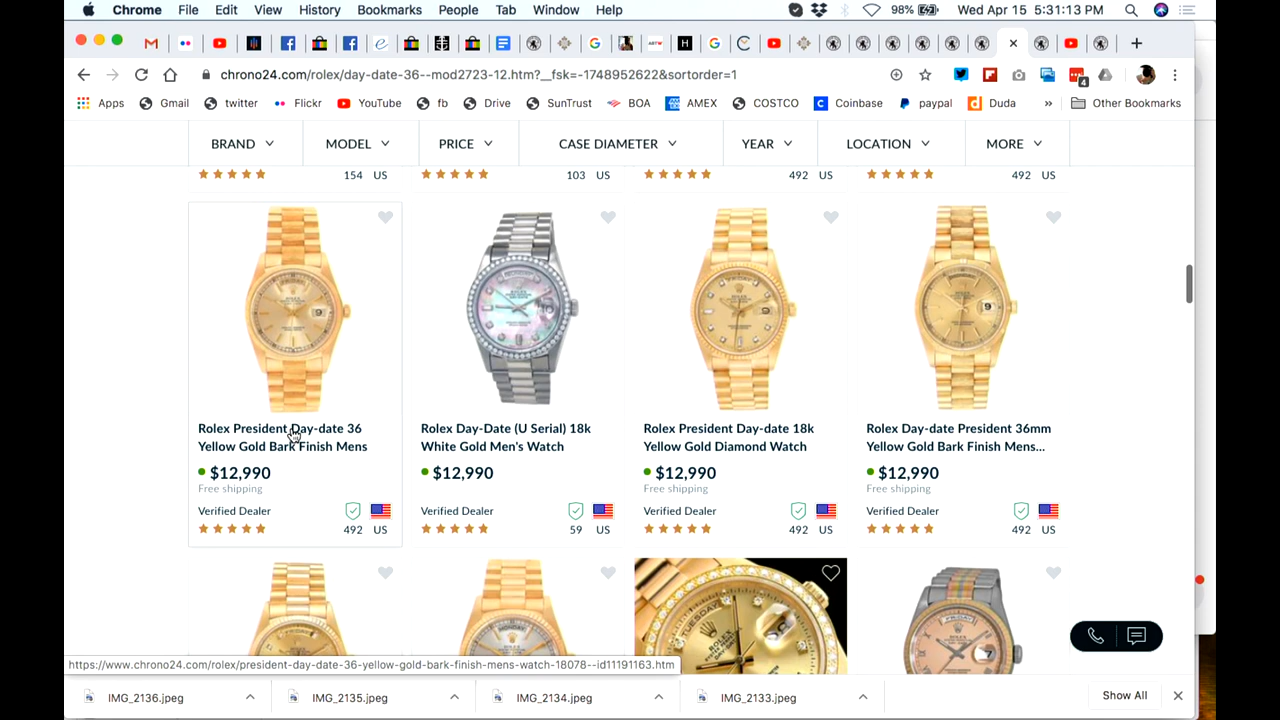 Chrome File Edit View History Bookmarks People Tab Window Help 98% Wed Apr 15 5:31:13 PM
chrono24.com/rolex/day-date-36--mod2723-12.htm?__fsk=-1748952622&sortorder=1
4
Apps Gmail twitter Flickr YouTube fb Drive SunTrust BOA AMEX COSTCO Coinbase paypal Duda » Other Bookmarks
BRAND MODEL PRICE CASE DIAMETER YEAR LOCATION MORE
154 US 103 US 492 US 492 US
Rolex President Day-date 36
Yellow Gold Bark Finish Mens
$12,990
Free shipping
Verified Dealer
492 US
Rolex Day-Date (U Serial) 18k
White Gold Men's Watch
$12,990
Verified Dealer
59 US
Rolex President Day-date 18k
Yellow Gold Diamond Watch
$12,990
Free shipping
Verified Dealer
492 US
Rolex Day-date President 36mm
Yellow Gold Bark Finish Mens...
$12,990
Free shipping
Verified Dealer
492 US
ROLEX
https://www.chrono24.com/rolex/president-day-date-36-yellow-gold-bark-finish-mens-watch-18078--id11191163.htm
IMG_2136.jpeg IMG_2135.jpeg IMG_2134.jpeg IMG_2133.jpeg Show All